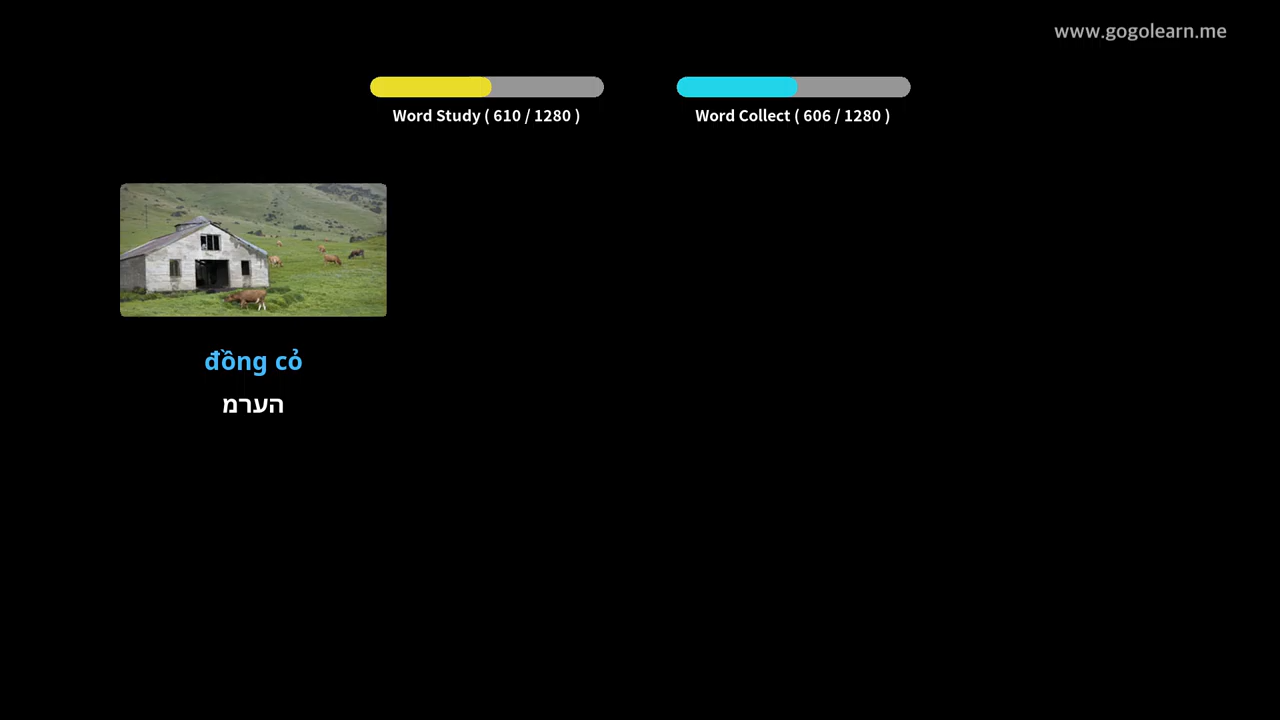 www.gogolearn.me
Word Study ( 610 / 1280 )
Word Collect ( 606 / 1280 )
đồng cỏ
הערמ